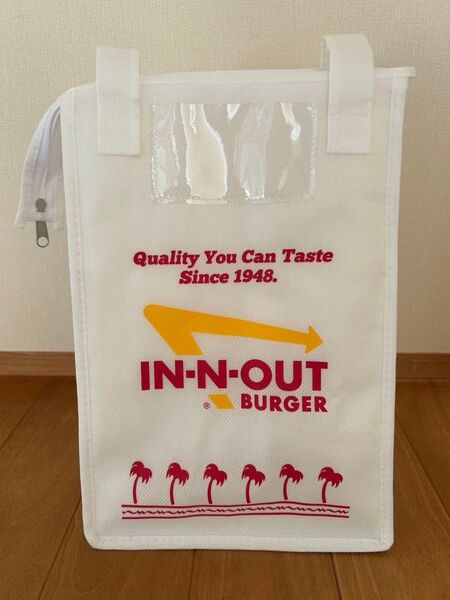 Quality You Can Taste
Since 1948.
IN-N-OUT
® BURGER